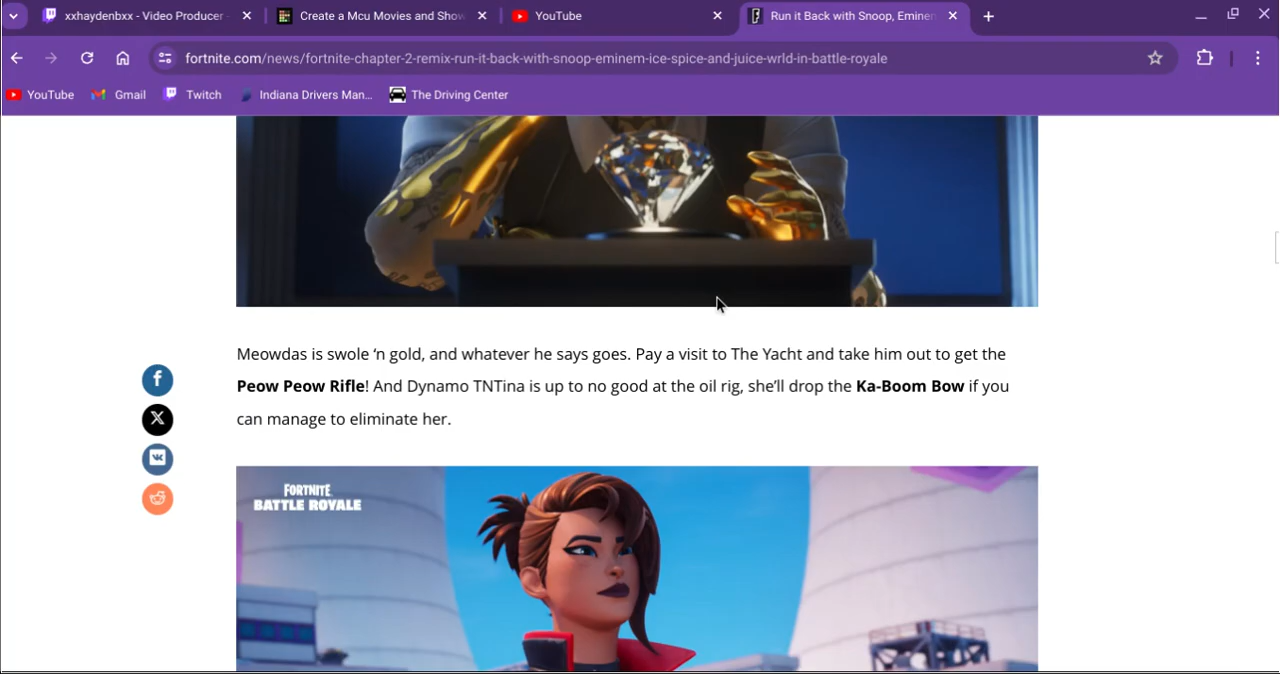 xxhaydenbxx - Video Producer -
Create a Mcu Movies and Show
YouTube
Run it Back with Snoop, Eminem
fortnite.com/news/fortnite-chapter-2-remix-run-it-back-with-snoop-eminem-ice-spice-and-juice-wrld-in-battle-royale
YouTube
Gmail
Twitch
Indiana Drivers Man...
The Driving Center
Meowdas is swole ‘n gold, and whatever he says goes. Pay a visit to The Yacht and take him out to get the
Peow Peow Rifle! And Dynamo TNTina is up to no good at the oil rig, she’ll drop the Ka-Boom Bow if you
can manage to eliminate her.
FORTNITE
BATTLE ROYALE